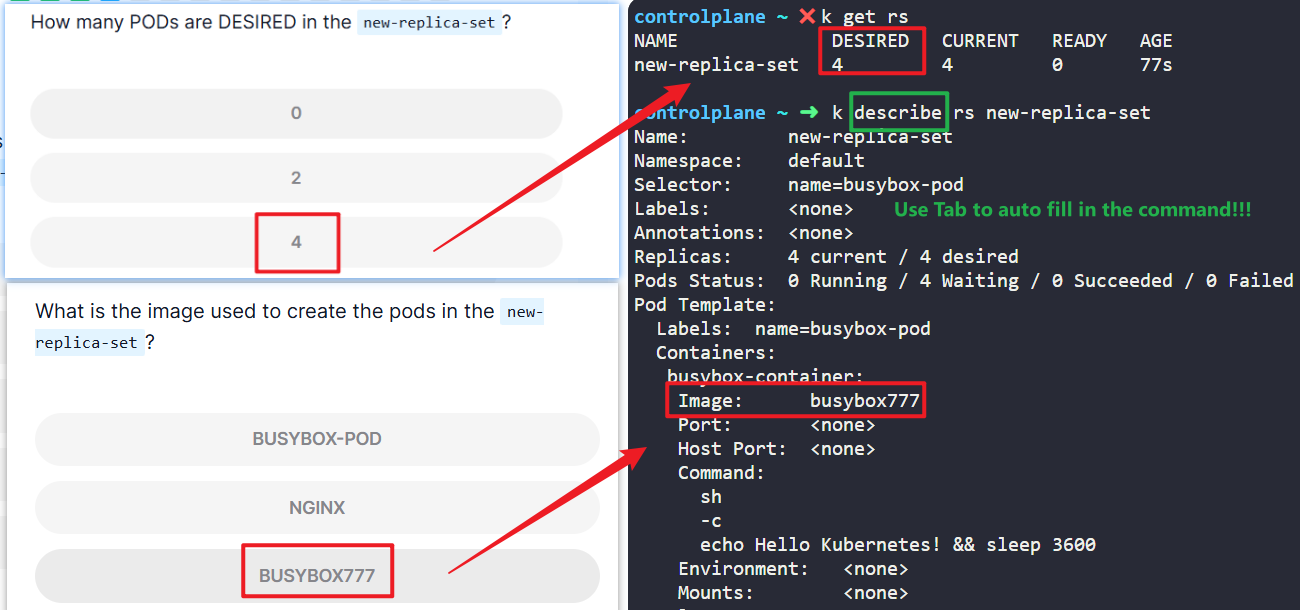 How many PODs are DESIRED in the new-replica-set ?
0
2
4
What is the image used to create the pods in the new-
replica-set ?
BUSYBOX-POD
NGINX
BUSYBOX777
controlplane ~ ✕ k get rs
NAME DESIRED CURRENT READY AGE
new-replica-set 4 4 0 77s
controlplane ~ ➜ k describe rs new-replica-set
Name: new-replica-set
Namespace: default
Selector: name=busybox-pod
Labels: <none>
Use Tab to auto fill in the command!!!
Annotations: <none>
Replicas: 4 current / 4 desired
Pods Status: 0 Running / 4 Waiting / 0 Succeeded / 0 Failed
Pod Template:
Labels: name=busybox-pod
Containers:
busybox-container:
Image: busybox777
Port: <none>
Host Port: <none>
Command:
sh
-c
echo Hello Kubernetes! && sleep 3600
Environment: <none>
Mounts: <none>